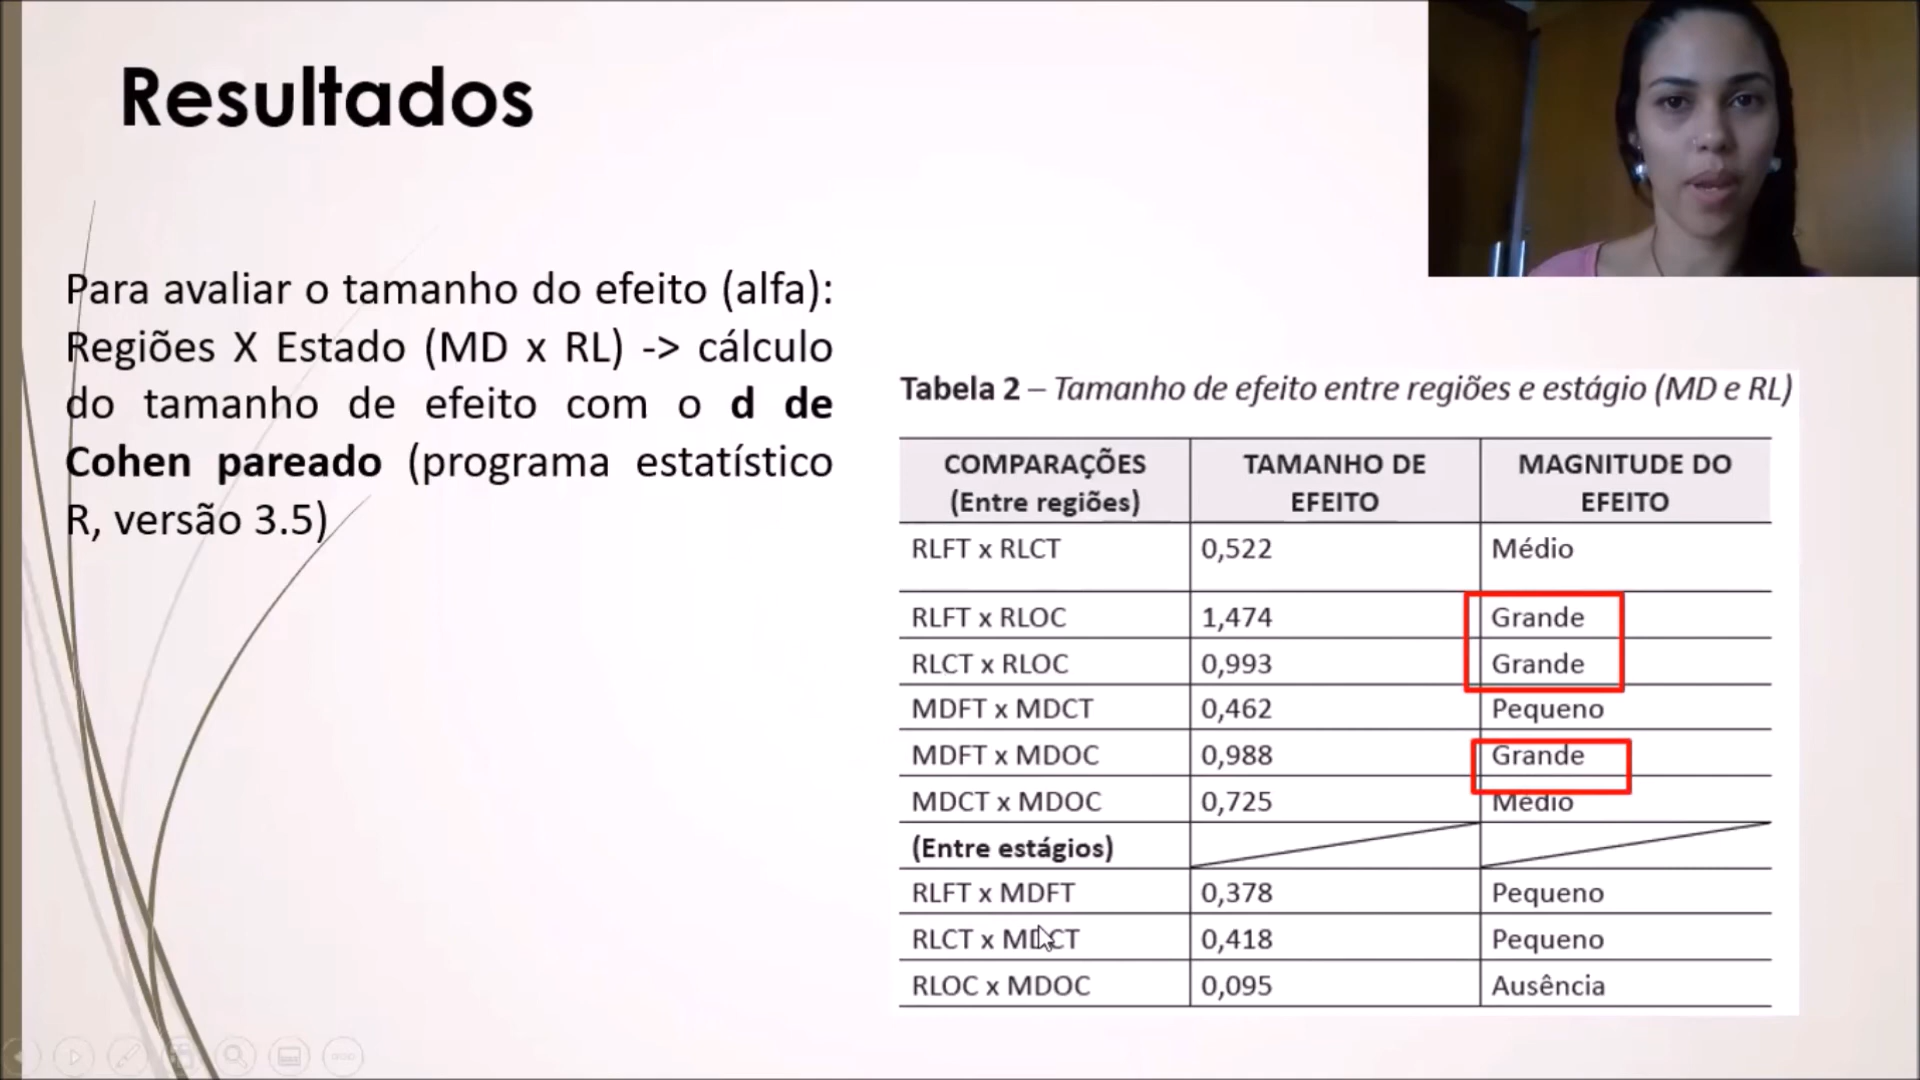 Resultados
Para avaliar o tamanho do efeito (alfa):
Regiões X Estado (MD x RL) -> cálculo
do tamanho de efeito com o d de
Cohen pareado (programa estatístico
R, versão 3.5)
Tabela 2 – Tamanho de efeito entre regiões e estágio (MD e RL)
COMPARAÇÕES (Entre regiões) TAMANHO DE EFEITO MAGNITUDE DO EFEITO
RLFT x RLCT 0,522 Médio
RLFT x RLOC 1,474 Grande
RLCT x RLOC 0,993 Grande
MDFT x MDCT 0,462 Pequeno
MDFT x MDOC 0,988 Grande
MDCT x MDOC 0,725 Médio
(Entre estágios)
RLFT x MDFT 0,378 Pequeno
RLCT x MDCT 0,418 Pequeno
RLOC x MDOC 0,095 Ausência